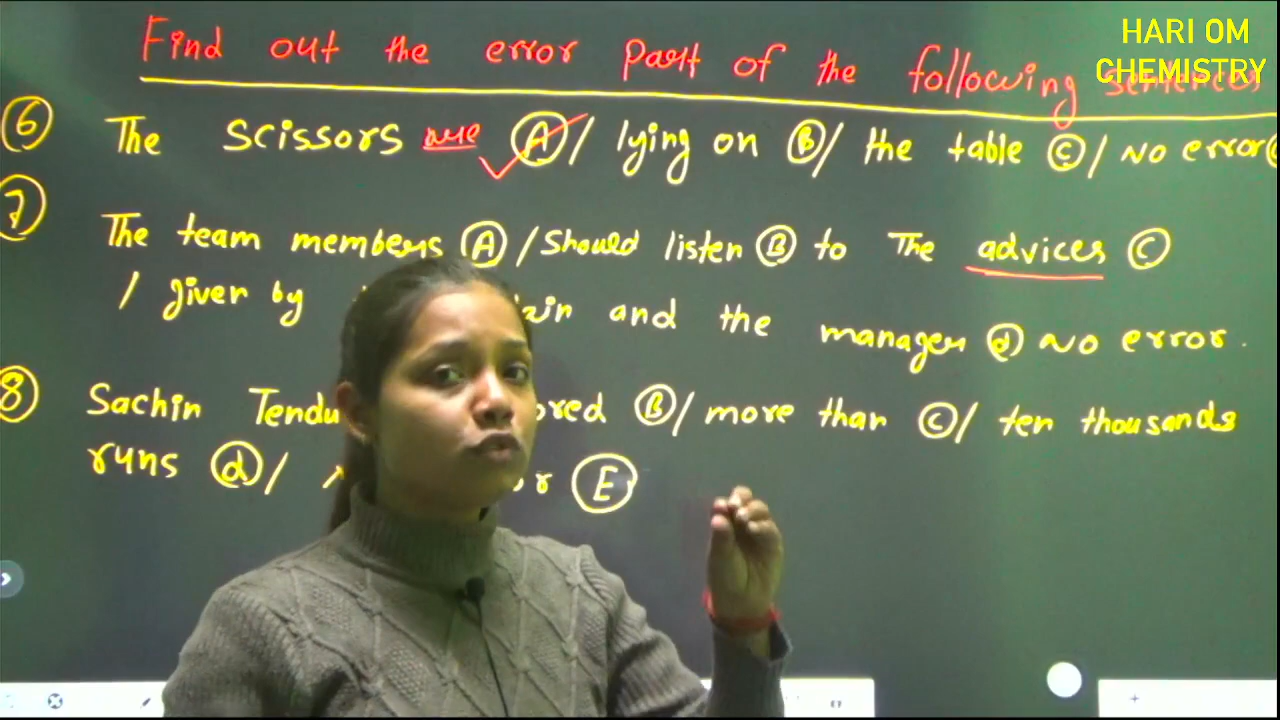 HARI OM
CHEMISTRY
Find out the error part of the following sentences
6 The scissors are A / lying on B / the table C / No error
7 The team members A / Should listen B to The advices C
/ given by and the manager d No error.
8 Sachin B / more than C / ten thousands
runs d / E